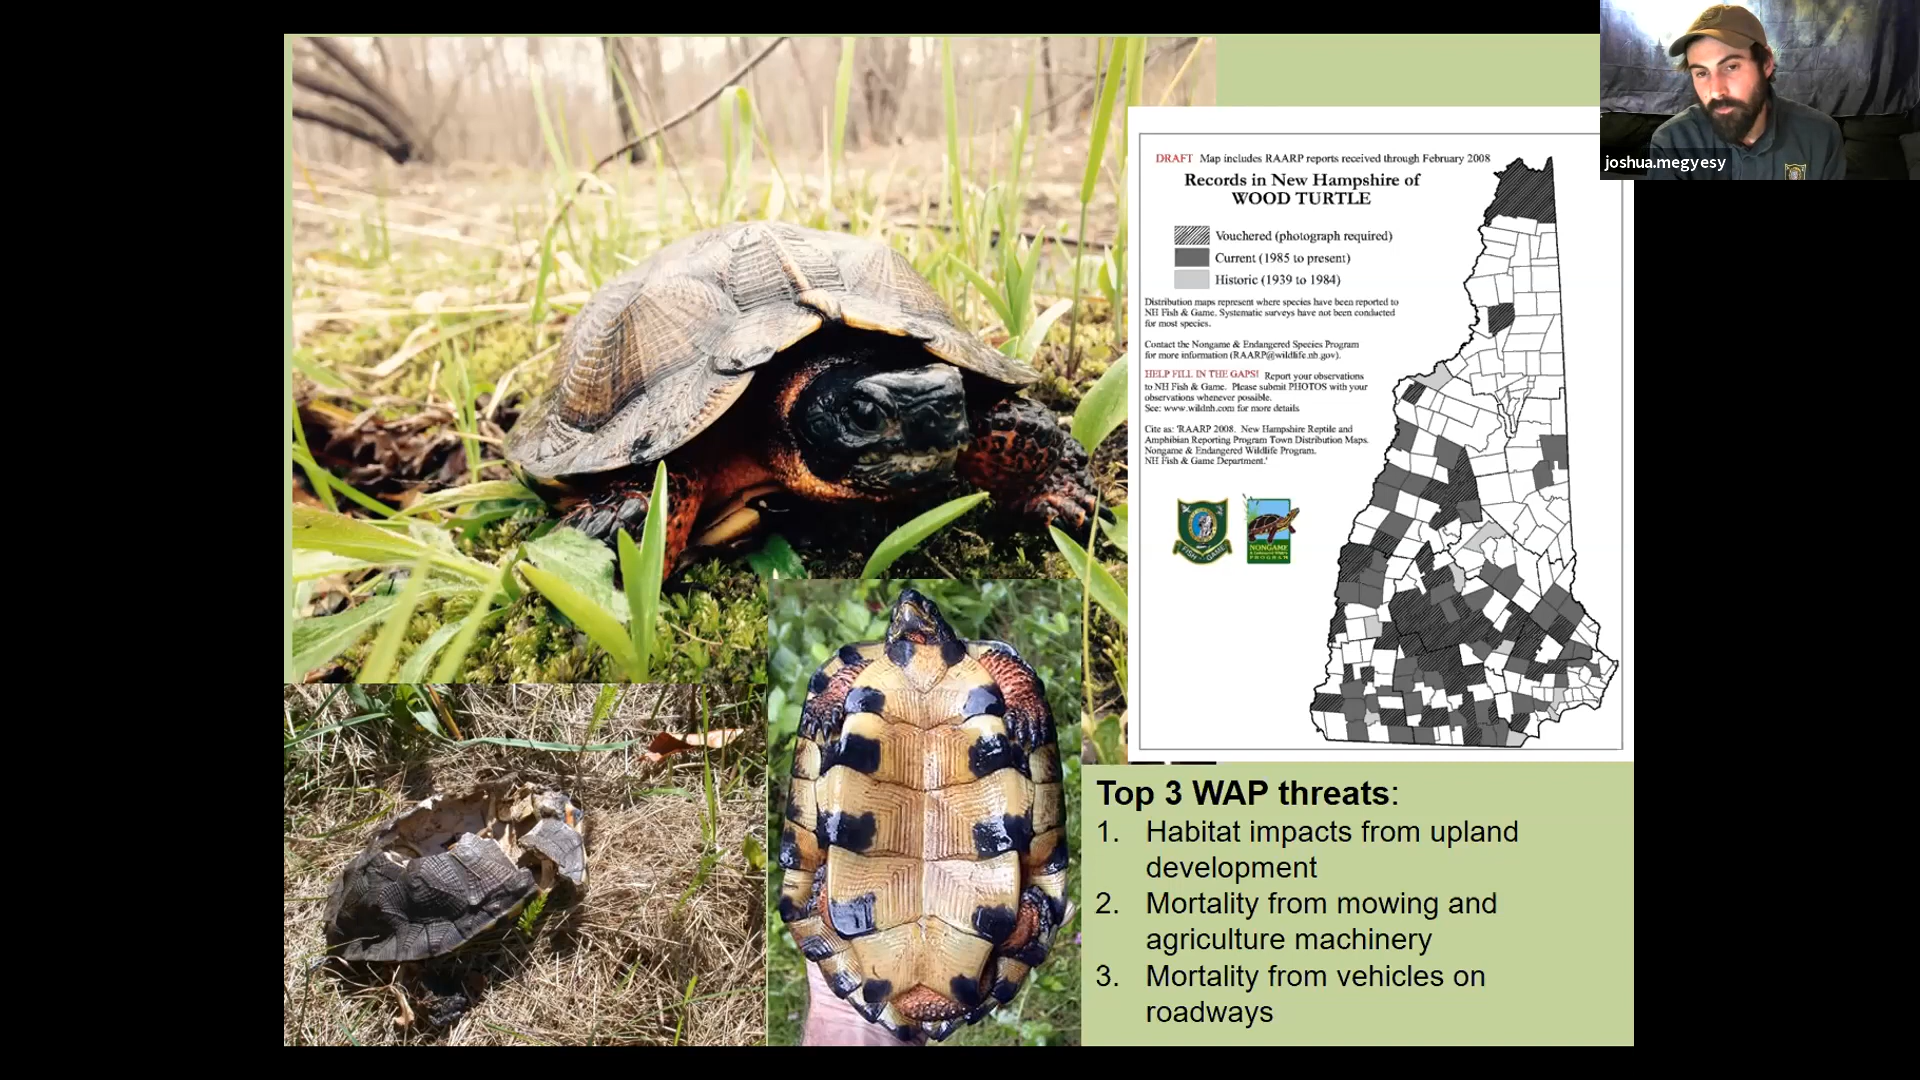 joshua.megyesy
DRAFT Map includes RAARP reports received through February 2008
Records in New Hampshire of
WOOD TURTLE
Vouchered (photograph required)
Current (1985 to present)
Historic (1939 to 1984)
Distribution maps represent where species have been reported to
NH Fish & Game. Systematic surveys have not been conducted
for most species.
Contact the Nongame & Endangered Species Program
for more information (RAARP@wildlife.nh.gov).
HELP FILL IN THE GAPS! Report your observations
to NH Fish & Game. Please submit PHOTOS with your
observations whenever possible.
See: www.wildnh.com for more details
Cite as: 'RAARP 2008. New Hampshire Reptile and
Amphibian Reporting Program Town Distribution Maps.
Nongame & Endangered Wildlife Program.
NH Fish & Game Department.'
FISH GAME
NONGAME
PROGRAM
Top 3 WAP threats:
1. Habitat impacts from upland
development
2. Mortality from mowing and
agriculture machinery
3. Mortality from vehicles on
roadways